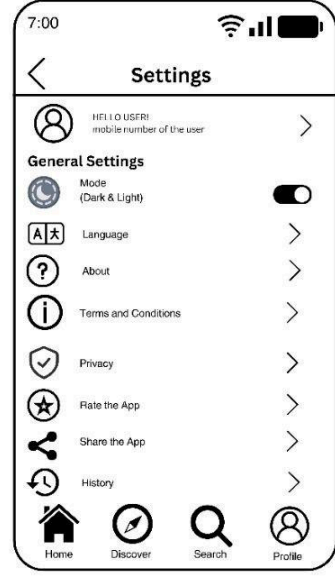 7:00
Settings
HELLO USER!
mobile number of the user
General Settings
Mode
(Dark & Light)
A
Language
?
About
i
Terms and Conditions
Privacy
Rate the App
Share the App
History
Home Discover Search Profile